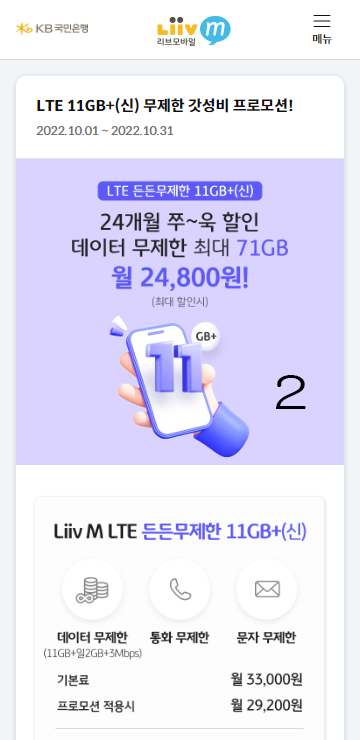 KB 국민은행
Liiv M
리브모바일
메뉴
LTE 11GB+(신) 무제한 갓성비 프로모션!
2022.10.01 ~ 2022.10.31
LTE 든든무제한 11GB+(신)
24개월 쭈~욱 할인
데이터 무제한 최대 71GB
월 24,800원!
(최대 할인시)
GB+
11
2
Liiv M LTE 든든무제한 11GB+(신)
데이터 무제한 통화 무제한 문자 무제한
(11GB+일2GB+3Mbps)
기본료 월 33,000원
프로모션 적용시 월 29,200원